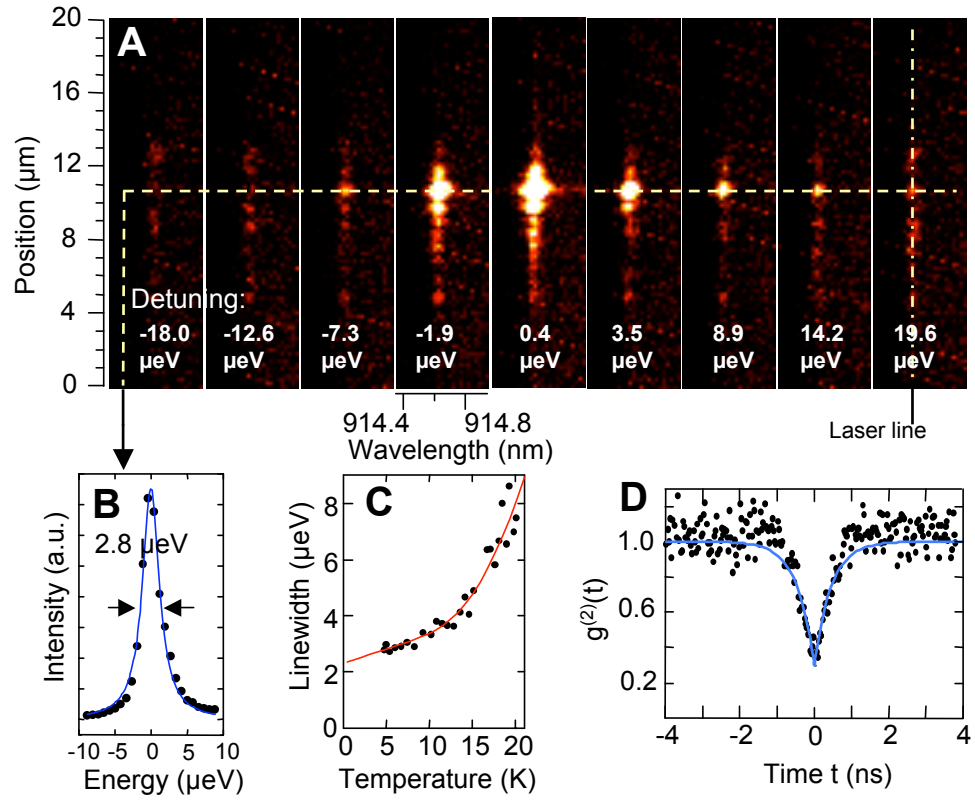 A
Position (μm)
20
16
12
8
4
0
Detuning:
-18.0 -12.6 -7.3 -1.9 0.4 3.5 8.9 14.2 19.6
μeV μeV μeV μeV μeV μeV μeV μeV μeV
914.4 914.8
Wavelength (nm)
Laser line
B
2.8 μeV
Intensity (a.u.)
-10 -5 0 5 10
Energy (μeV)
C
Linewidth (μeV)
8
6
4
2
0
0 5 10 15 20
Temperature (K)
D
g(2)(t)
1.0
0.6
0.2
-4 -2 0 2 4
Time t (ns)